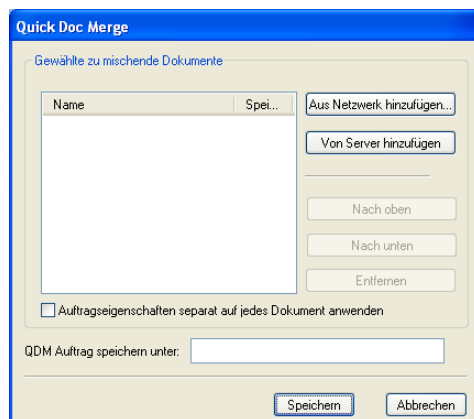 Quick Doc Merge
Gewählte zu mischende Dokumente
Name Spei...
Aus Netzwerk hinzufügen...
Von Server hinzufügen
Nach oben
Nach unten
Entfernen
Auftragseigenschaften separat auf jedes Dokument anwenden
QDM Auftrag speichern unter:
Speichern Abbrechen